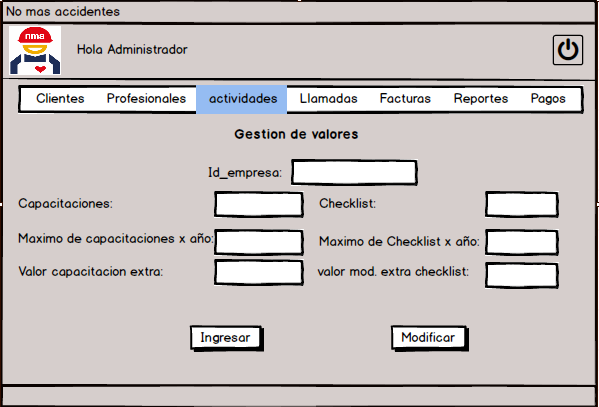 No mas accidentes
nma
Hola Administrador
Clientes Profesionales actividades Llamadas Facturas Reportes Pagos
Gestion de valores
Id_empresa:
Capacitaciones: Checklist:
Maximo de capacitaciones x año: Maximo de Checklist x año:
Valor capacitacion extra: valor mod. extra checklist:
Ingresar Modificar